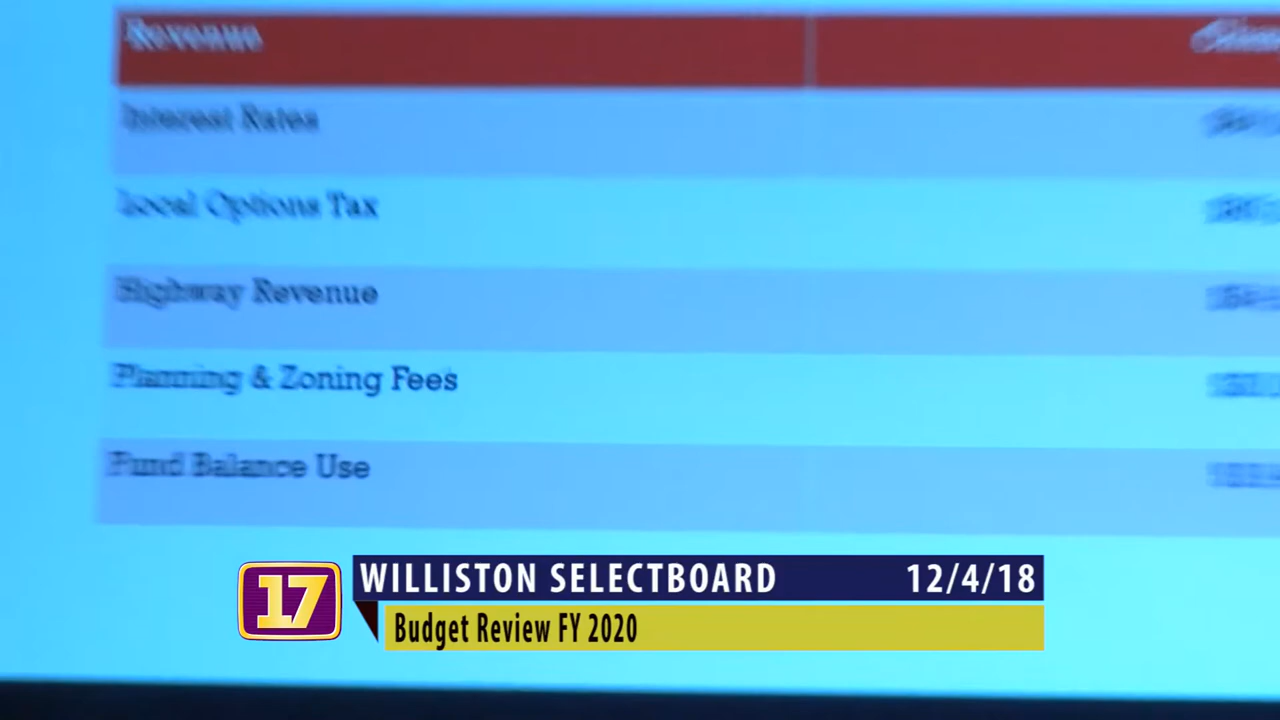 Revenue
Interest Rates
Local Options Tax
Highway Revenue
Planning & Zoning Fees
Fund Balance Use
17
WILLISTON SELECTBOARD 12/4/18
Budget Review FY 2020